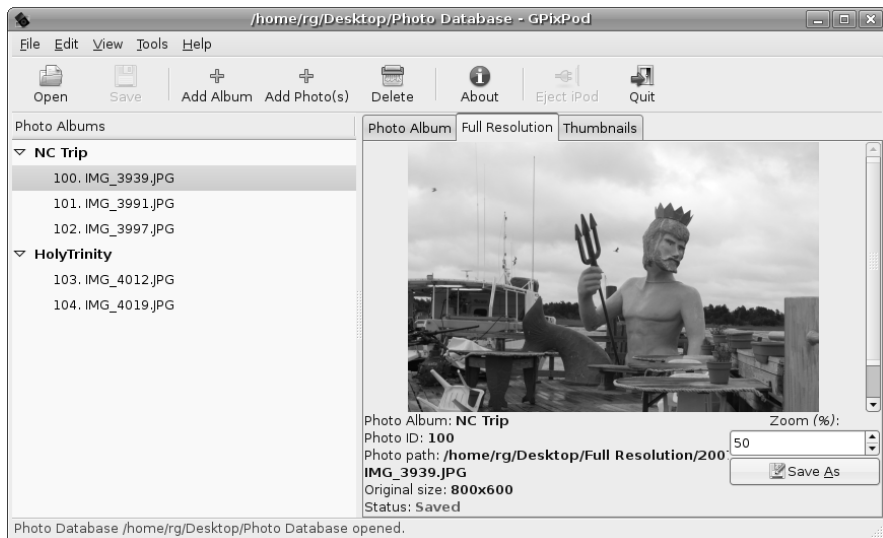 /home/rg/Desktop/Photo Database - GPixPod
File Edit View Tools Help
Open Save Add Album Add Photo(s) Delete About Eject iPod Quit
Photo Albums
NC Trip
100. IMG_3939.JPG
101. IMG_3991.JPG
102. IMG_3997.JPG
HolyTrinity
103. IMG_4012.JPG
104. IMG_4019.JPG
Photo Album Full Resolution Thumbnails
Photo Album: NC Trip
Photo ID: 100
Photo path: /home/rg/Desktop/Full Resolution/200
IMG_3939.JPG
Original size: 800x600
Status: Saved
Zoom (%):
50
Save As
Photo Database /home/rg/Desktop/Photo Database opened.